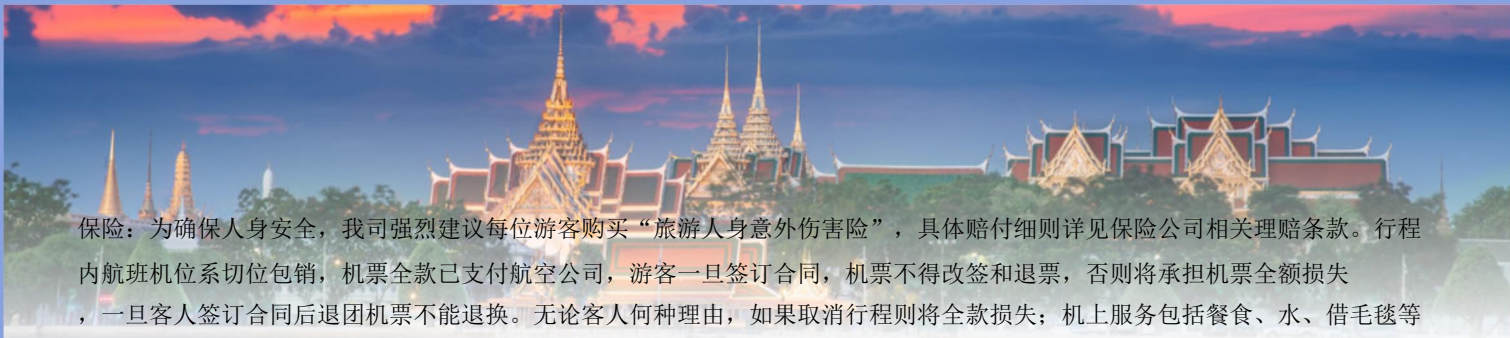 保险：为确保人身安全，我司强烈建议每位游客购买“旅游人身意外伤害险”，具体赔付细则详见保险公司相关理赔条款。行程
内航班机位系切位包销，机票全款已支付航空公司，游客一旦签订合同，机票不得改签和退票，否则将承担机票全额损失
，一旦客人签订合同后退团机票不能退换。无论客人何种理由，如果取消行程则将全款损失；机上服务包括餐食、水、借毛毯等